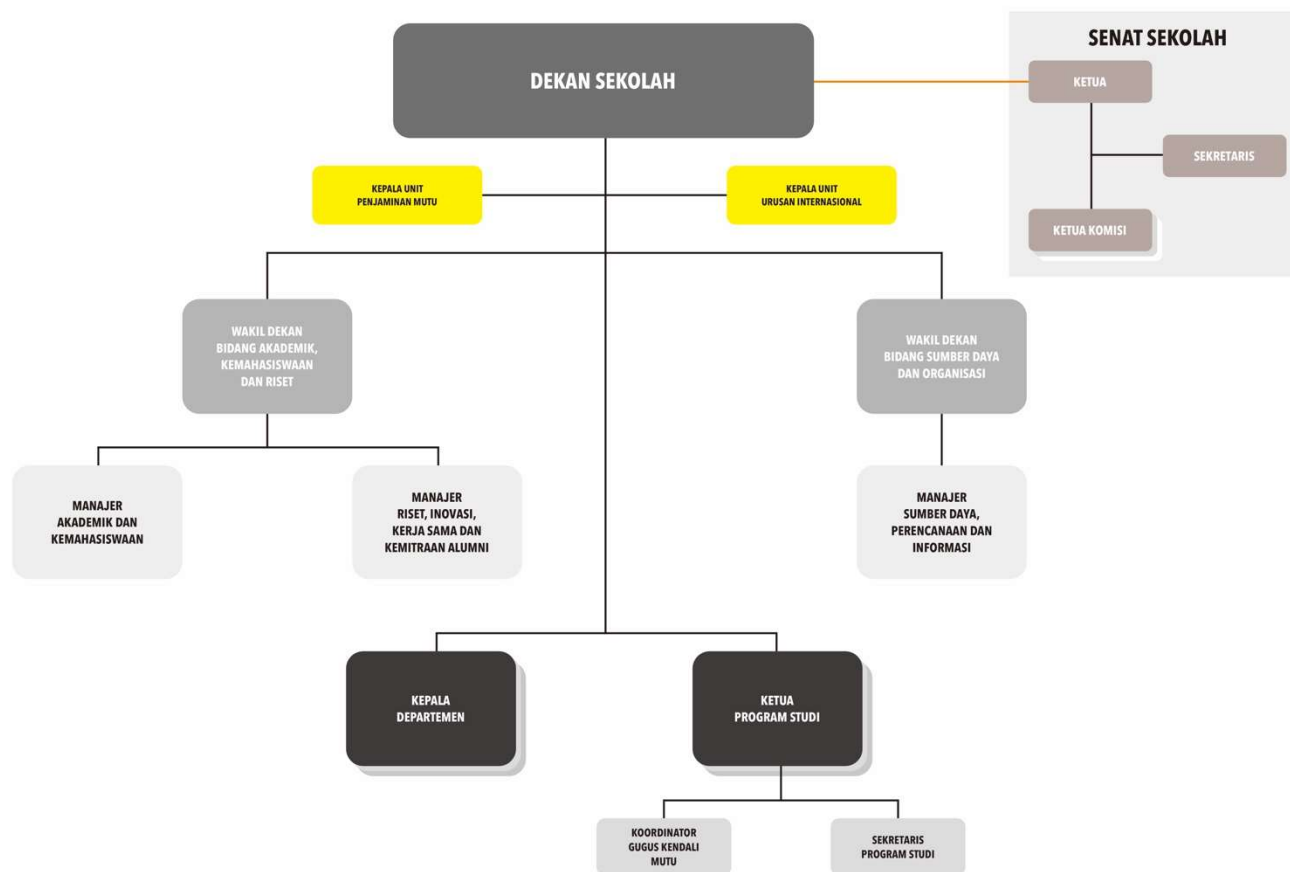 SENAT SEKOLAH
DEKAN SEKOLAH
KETUA
SEKRETARIS
KETUA KOMISI
KEPALA UNIT
PENJAMINAN MUTU
KEPALA UNIT
URUSAN INTERNASIONAL
WAKIL DEKAN
BIDANG AKADEMIK,
KEMAHASISWAAN
DAN RISET
WAKIL DEKAN
BIDANG SUMBER DAYA
DAN ORGANISASI
MANAJER
AKADEMIK DAN
KEMAHASISWAAN
MANAJER
RISET, INOVASI,
KERJA SAMA DAN
KEMITRAAN ALUMNI
MANAJER
SUMBER DAYA,
PERENCANAAN DAN
INFORMASI
KEPALA
DEPARTEMEN
KETUA
PROGRAM STUDI
KOORDINATOR
GUGUS KENDALI
MUTU
SEKRETARIS
PROGRAM STUDI